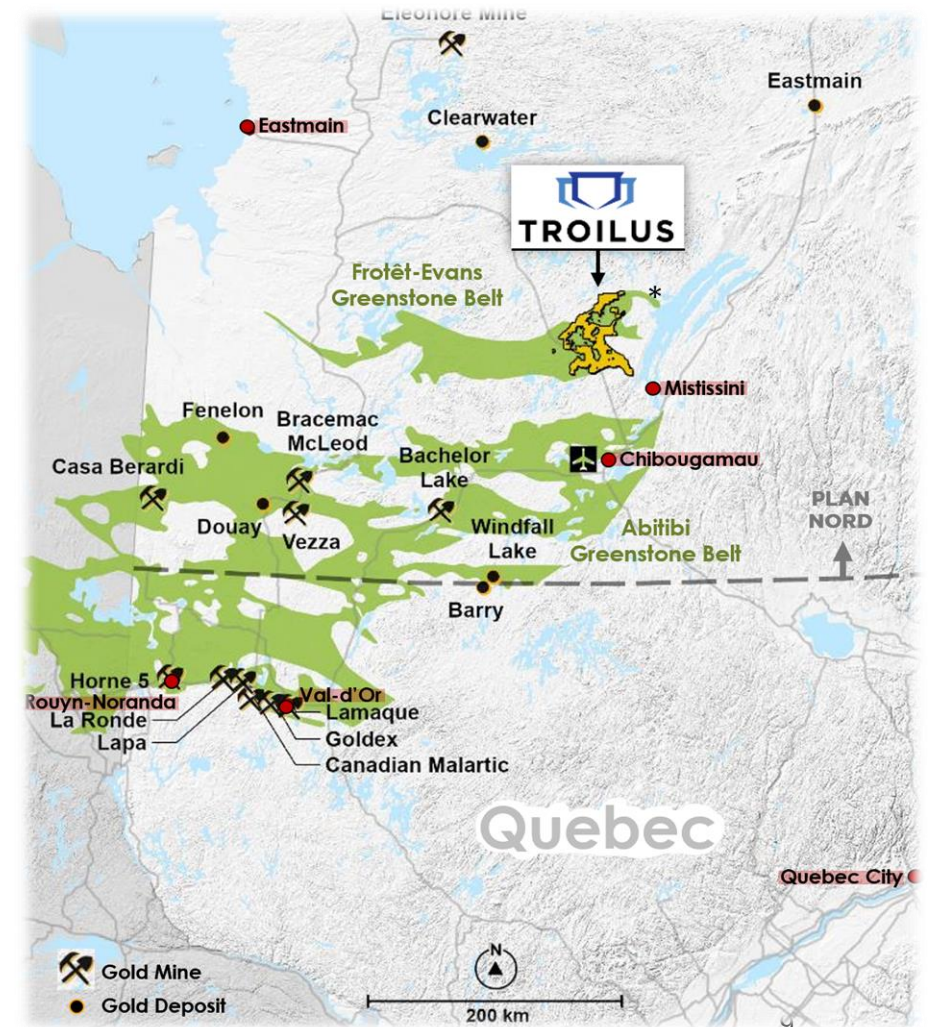 Eleonore Mine
Eastmain
Clearwater
Eastmain
TROILUS
Frotêt-Evans
Greenstone Belt
*
Mistissini
Fenelon
Bracemac
McLeod
Bachelor
Lake
Chibougamau
Casa Berardi
Douay
Vezza
Windfall
Lake
Abitibi
Greenstone Belt
PLAN
NORD
Barry
Horne 5
Rouyn-Noranda
La Ronde
Lapa
Val-d'Or
Lamaque
Goldex
Canadian Malartic
Quebec
Quebec City
Gold Mine
Gold Deposit
N
200 km